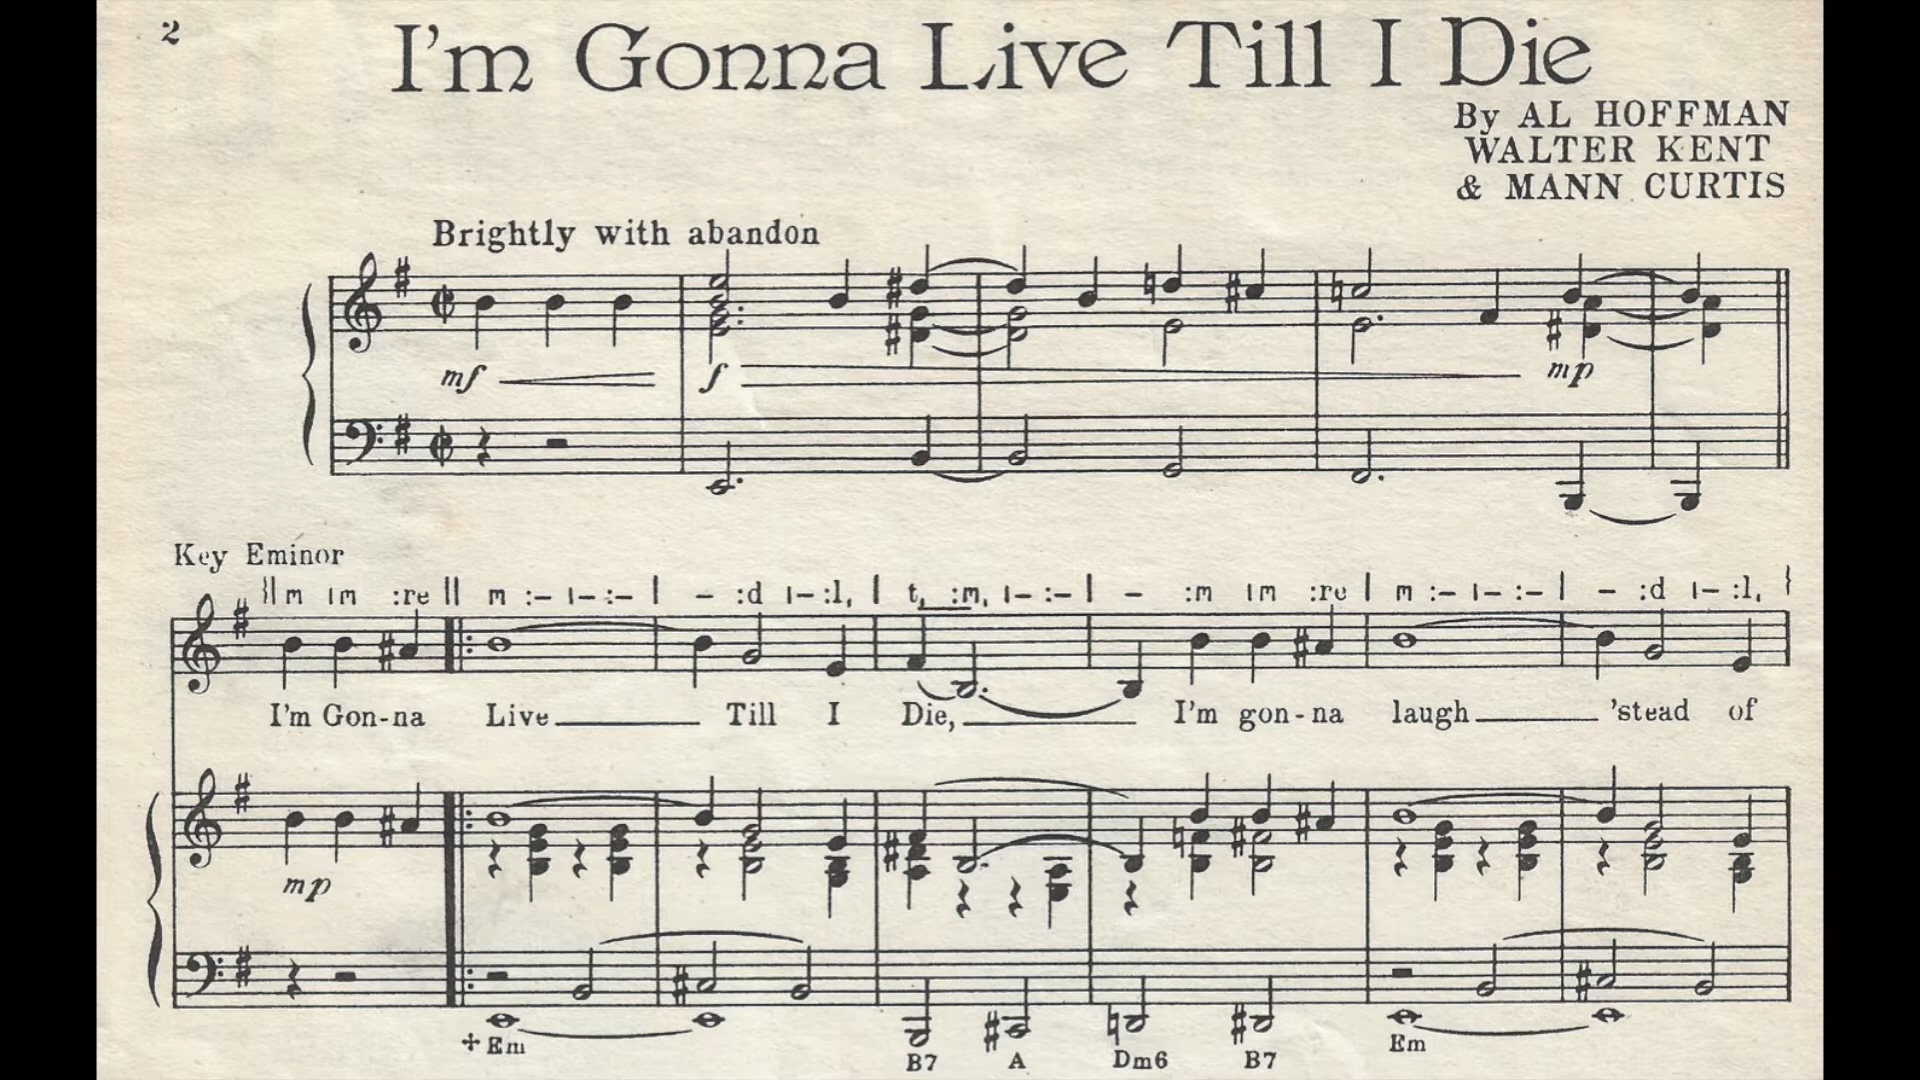 2
I'm Gonna Live Till I Die
By AL HOFFMAN
WALTER KENT
& MANN CURTIS
Brightly with abandon
mf f mp
Key Eminor
{| m | m :re || m :– | – :– | – :d | – :l, | t, :m, | – :– | – :m | m :re | m :– | – :– | – :d | – :l, }
I'm Gon-na Live Till I Die, I'm gon-na laugh 'stead of
mp
Em B7 A Dm6 B7 Em